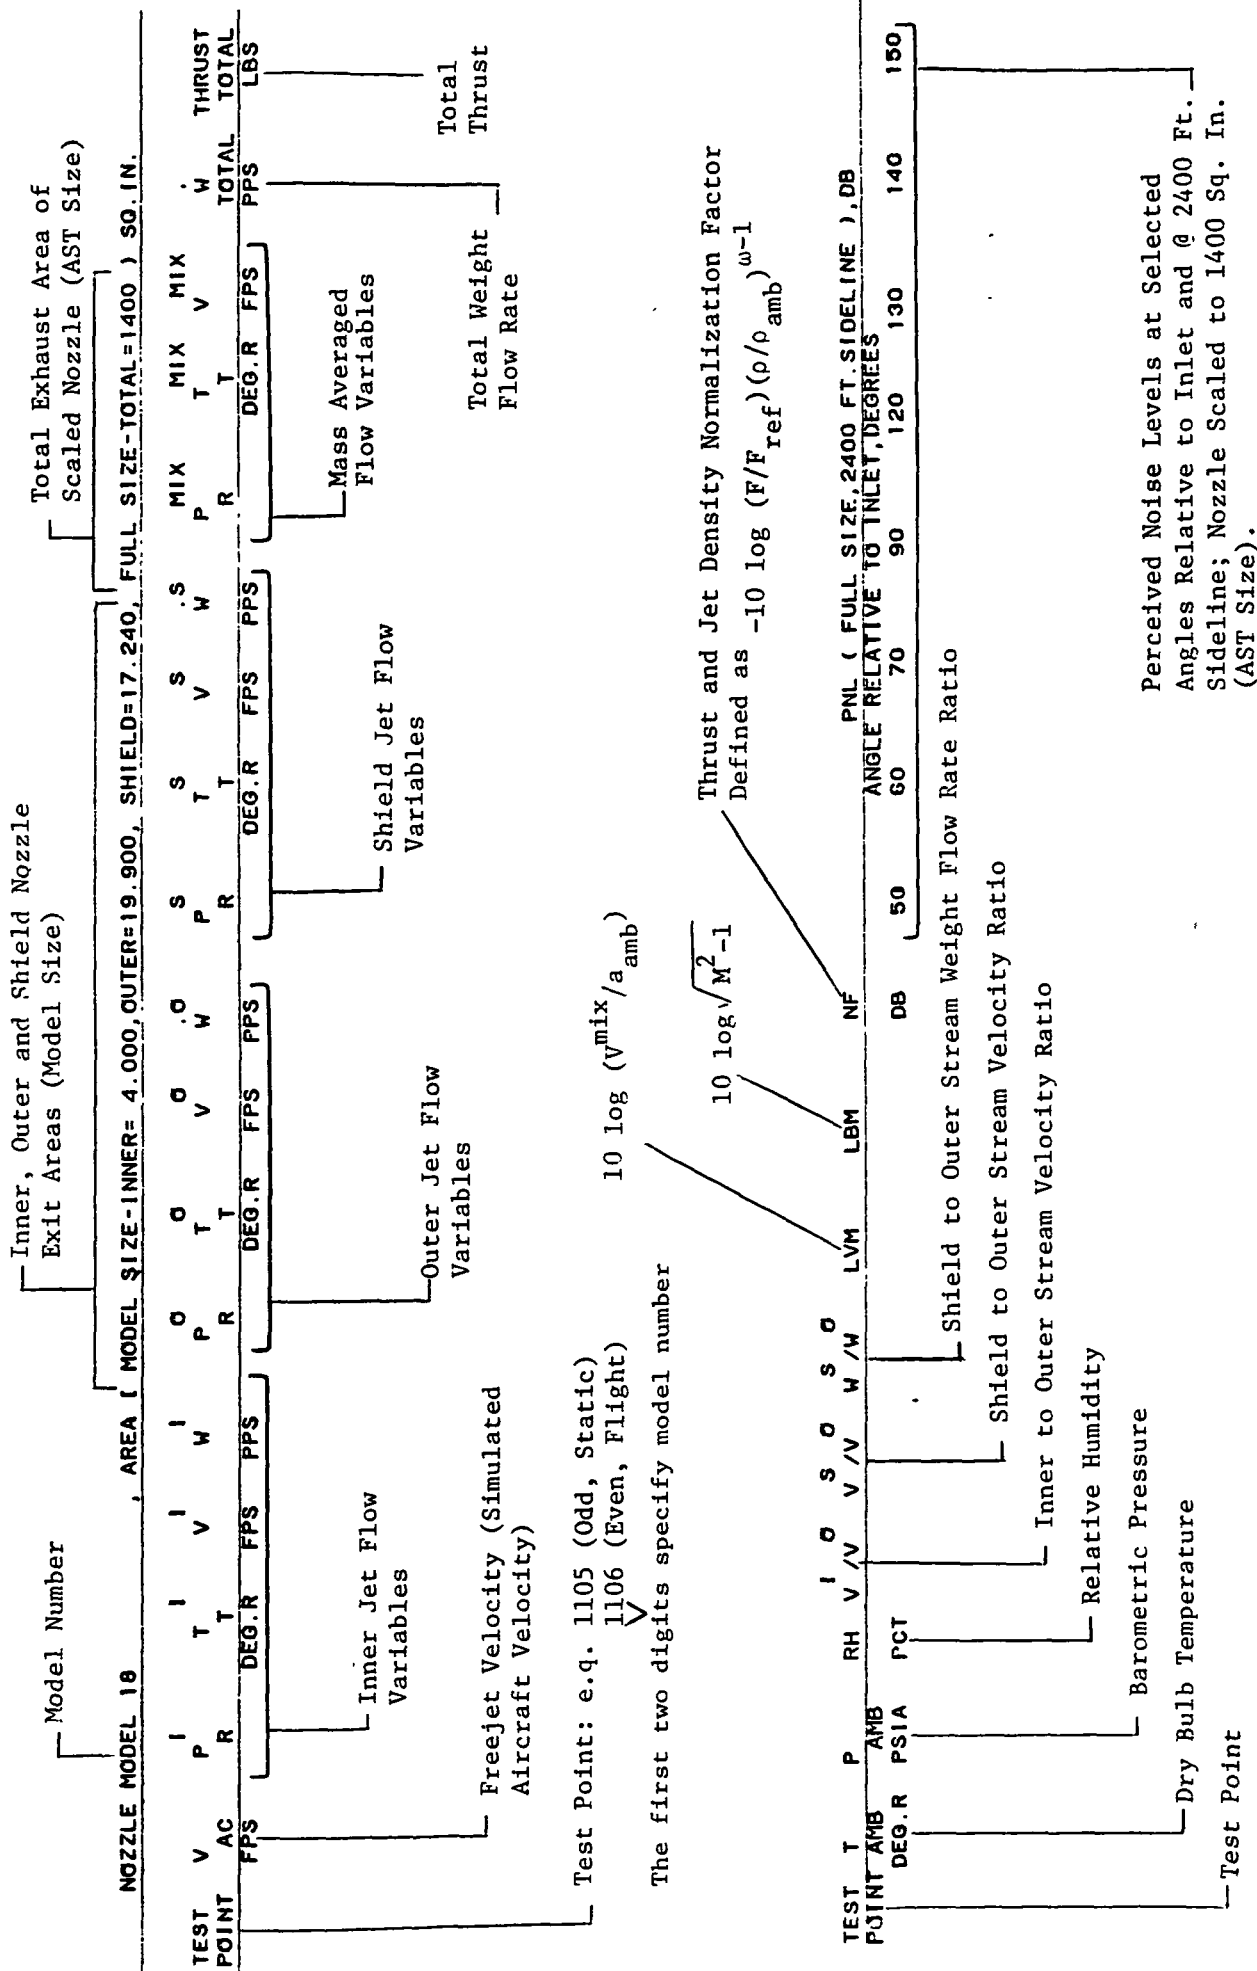 Model Number
Inner, Outer and Shield Nozzle
Exit Areas (Model Size)
Total Exhaust Area of
Scaled Nozzle (AST Size)
NOZZLE MODEL 18 , AREA ( MODEL SIZE-INNER= 4.000,OUTER=19.900, SHIELD=17.240, FULL SIZE-TOTAL=1400 ) SQ.IN.
TEST V I I I I O O O .O S S S .S MIX MIX MIX . THRUST
POINT AC P T V W P T V W P T V W P T V W TOTAL
FPS R T R T R T R T TOTAL LBS
DEG.R FPS PPS DEG.R FPS PPS DEG.R FPS PPS DEG.R FPS PPS
Inner Jet Flow
Variables
Outer Jet Flow
Variables
Shield Jet Flow
Variables
Mass Averaged
Flow Variables
Total Weight
Flow Rate
Total
Thrust
Freejet Velocity (Simulated
Aircraft Velocity)
Test Point: e.q. 1105 (Odd, Static)
1106 (Even, Flight)
The first two digits specify model number
10 log (V^mix/a_amb)
10 log √M²-1
Thrust and Jet Density Normalization Factor
Defined as -10 log (F/F_ref)(ρ/ρ_amb)^ω-1
PNL ( FULL SIZE,2400 FT.SIDELINE ),DB
TEST T P RH I O S O S O LVM LBM NF ANGLE RELATIVE TO INLET,DEGREES
POINT AMB AMB V /V V /V W /W
DEG.R PSIA PCT DB 50 60 70 90 120 130 140 150
Shield to Outer Stream Weight Flow Rate Ratio
Shield to Outer Stream Velocity Ratio
Inner to Outer Stream Velocity Ratio
Relative Humidity
Barometric Pressure
Dry Bulb Temperature
Test Point
Perceived Noise Levels at Selected
Angles Relative to Inlet and @ 2400 Ft.
Sideline; Nozzle Scaled to 1400 Sq. In.
(AST Size).